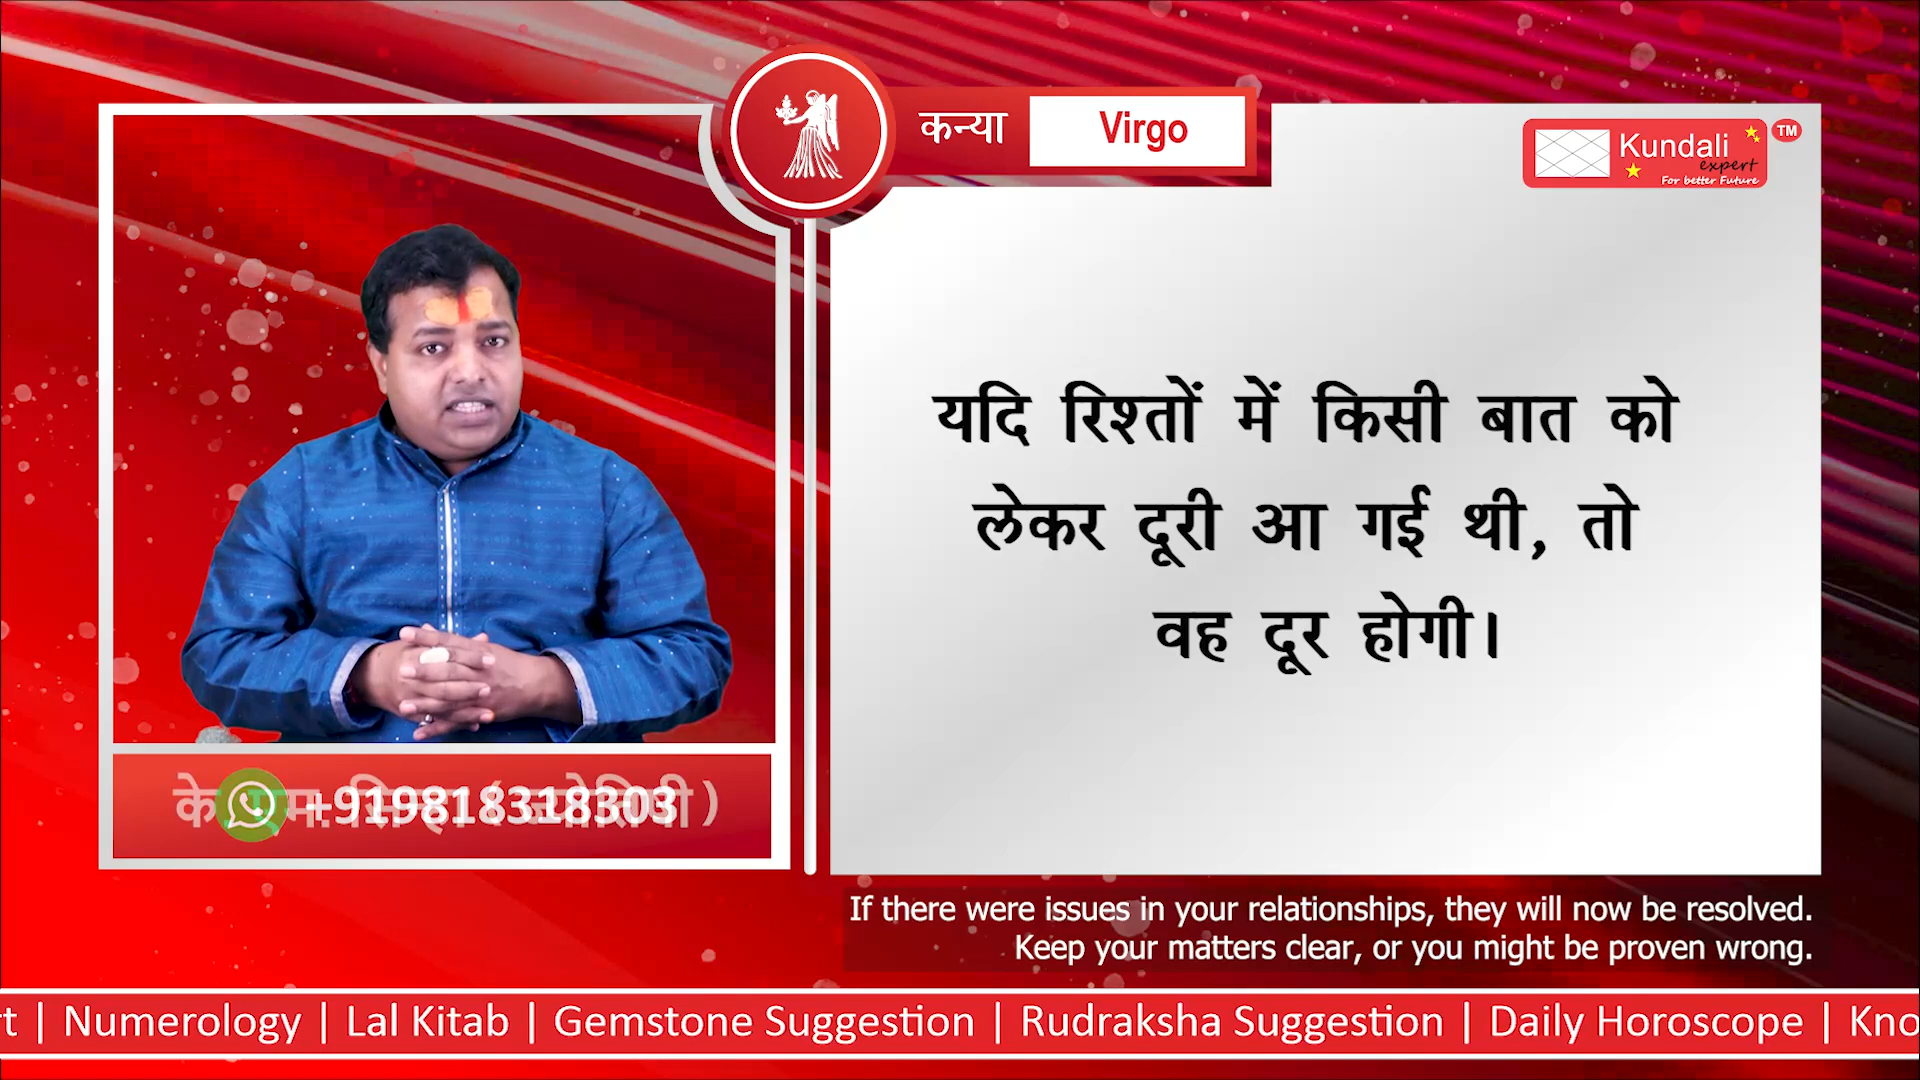 कन्या
Virgo
Kundali
expert
For better Future
TM
यदि रिश्तों में किसी बात को
लेकर दूरी आ गई थी, तो
वह दूर होगी।
+919818318303
If there were issues in your relationships, they will now be resolved.
Keep your matters clear, or you might be proven wrong.
| Numerology | Lal Kitab | Gemstone Suggestion | Rudraksha Suggestion | Daily Horoscope |